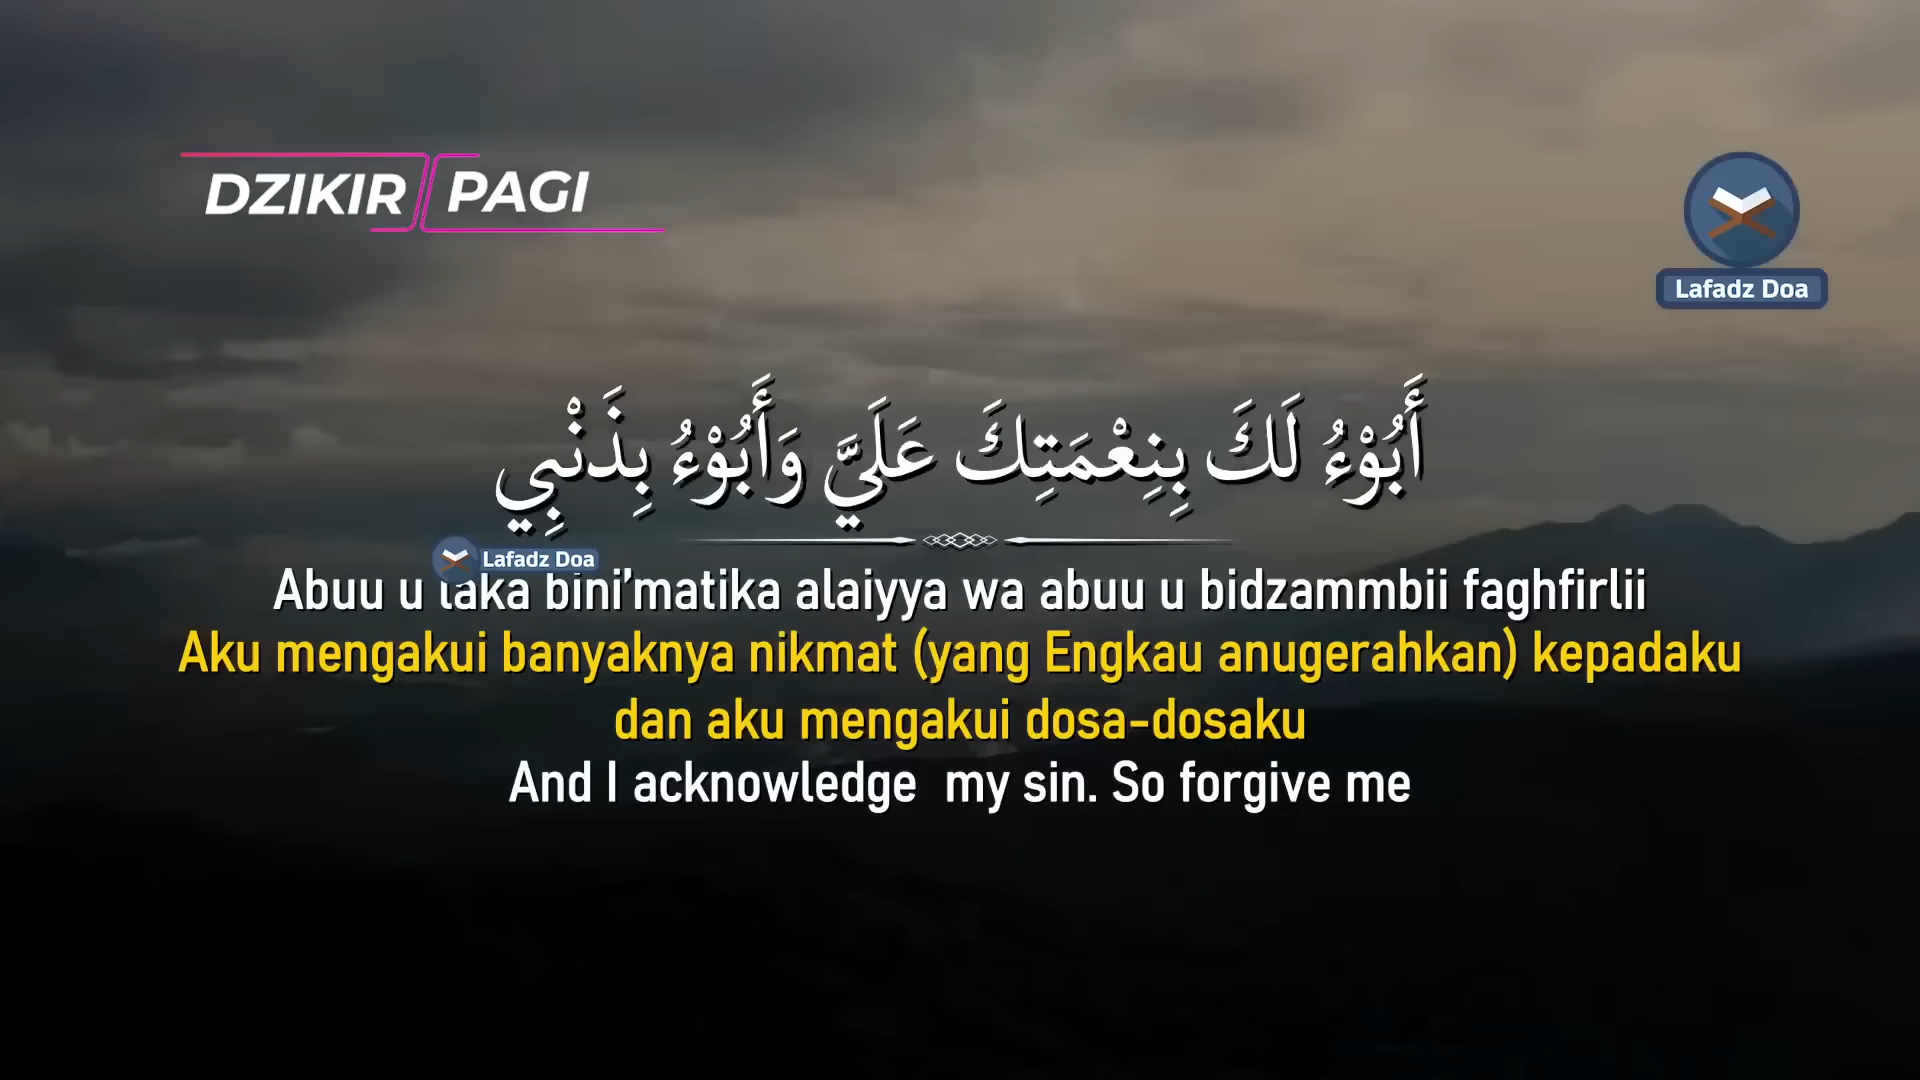 DZIKIR PAGI
Lafadz Doa
أَبُوْءُ لَكَ بِنِعْمَتِكَ عَلَيَّ وَأَبُوْءُ بِذَنْبِي
Lafadz Doa
Abuu u laka bini’matika alaiyya wa abuu u bidzammbii faghfirlii
Aku mengakui banyaknya nikmat (yang Engkau anugerahkan) kepadaku
dan aku mengakui dosa-dosaku
And I acknowledge my sin. So forgive me